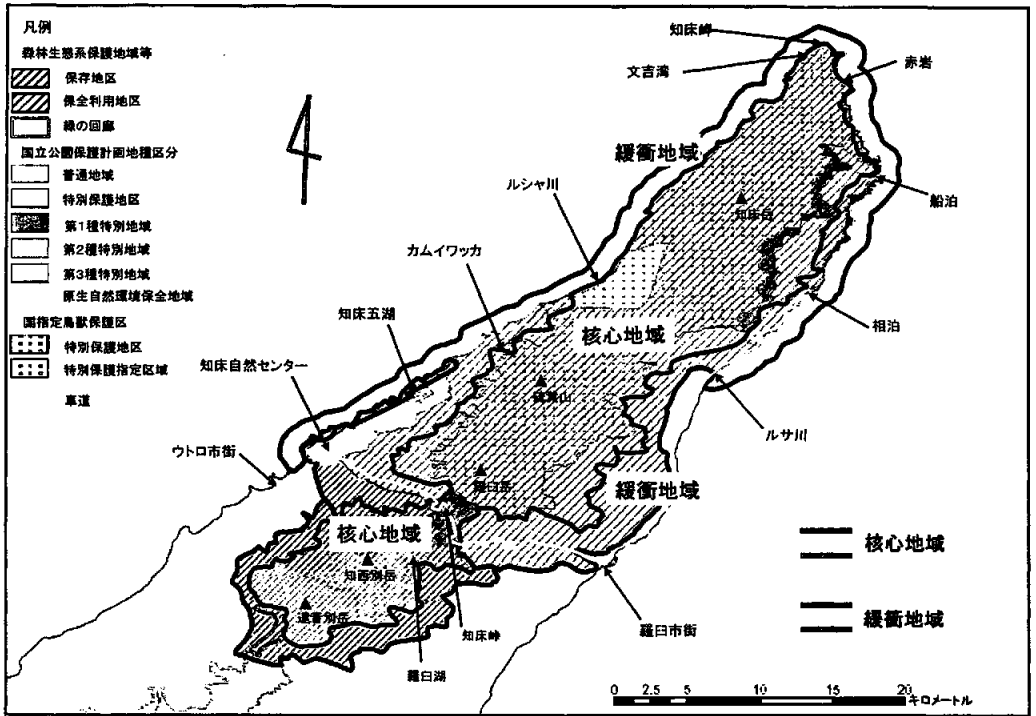 凡例
森林生態系保護地域等
保存地区
保全利用地区
緑の回廊
国立公園保護計画地種区分
普通地域
特別保護地区
第1種特別地域
第2種特別地域
第3種特別地域
原生自然環境保全地域
国指定鳥獣保護区
特別保護地区
特別保護指定区域
車道
知床岬
文吉湾
赤岩
緩衝地域
ルシャ川
船泊
知床岳
カムイワッカ
核心地域
相泊
知床五湖
知床自然センター
硫黄山
ルサ川
ウトロ市街
羅臼岳
緩衝地域
核心地域
核心地域
知西別岳
遠音別岳
知床峠
羅臼市街
緩衝地域
羅臼湖
0 2.5 5 10 15 20
キロメートル